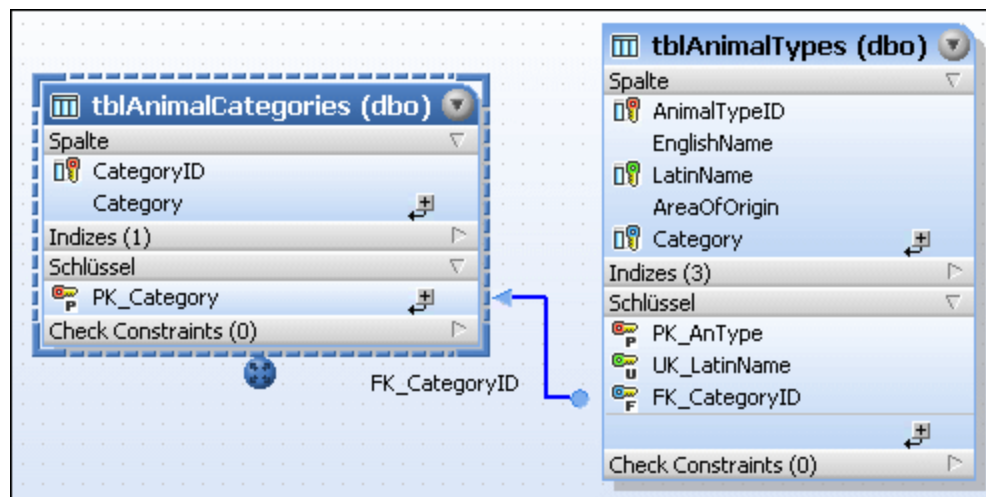 tblAnimalCategories (dbo)
Spalte
CategoryID
Category
Indizes (1)
Schlüssel
P PK_Category
Check Constraints (0)
FK_CategoryID
tblAnimalTypes (dbo)
Spalte
AnimalTypeID
EnglishName
LatinName
AreaOfOrigin
Category
Indizes (3)
Schlüssel
P PK_AnType
U UK_LatinName
F FK_CategoryID
Check Constraints (0)